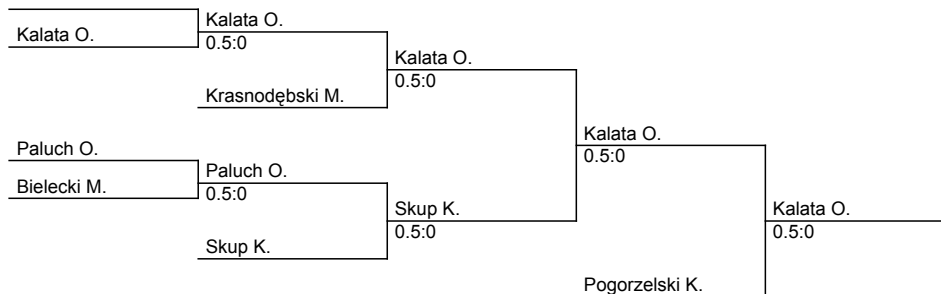 Kalata O.
Kalata O.
0.5:0
Kalata O.
0.5:0
Krasnodębski M.
Kalata O.
0.5:0
Paluch O.
Bielecki M.
Paluch O.
0.5:0
Skup K.
0.5:0
Skup K.
Kalata O.
0.5:0
Pogorzelski K.